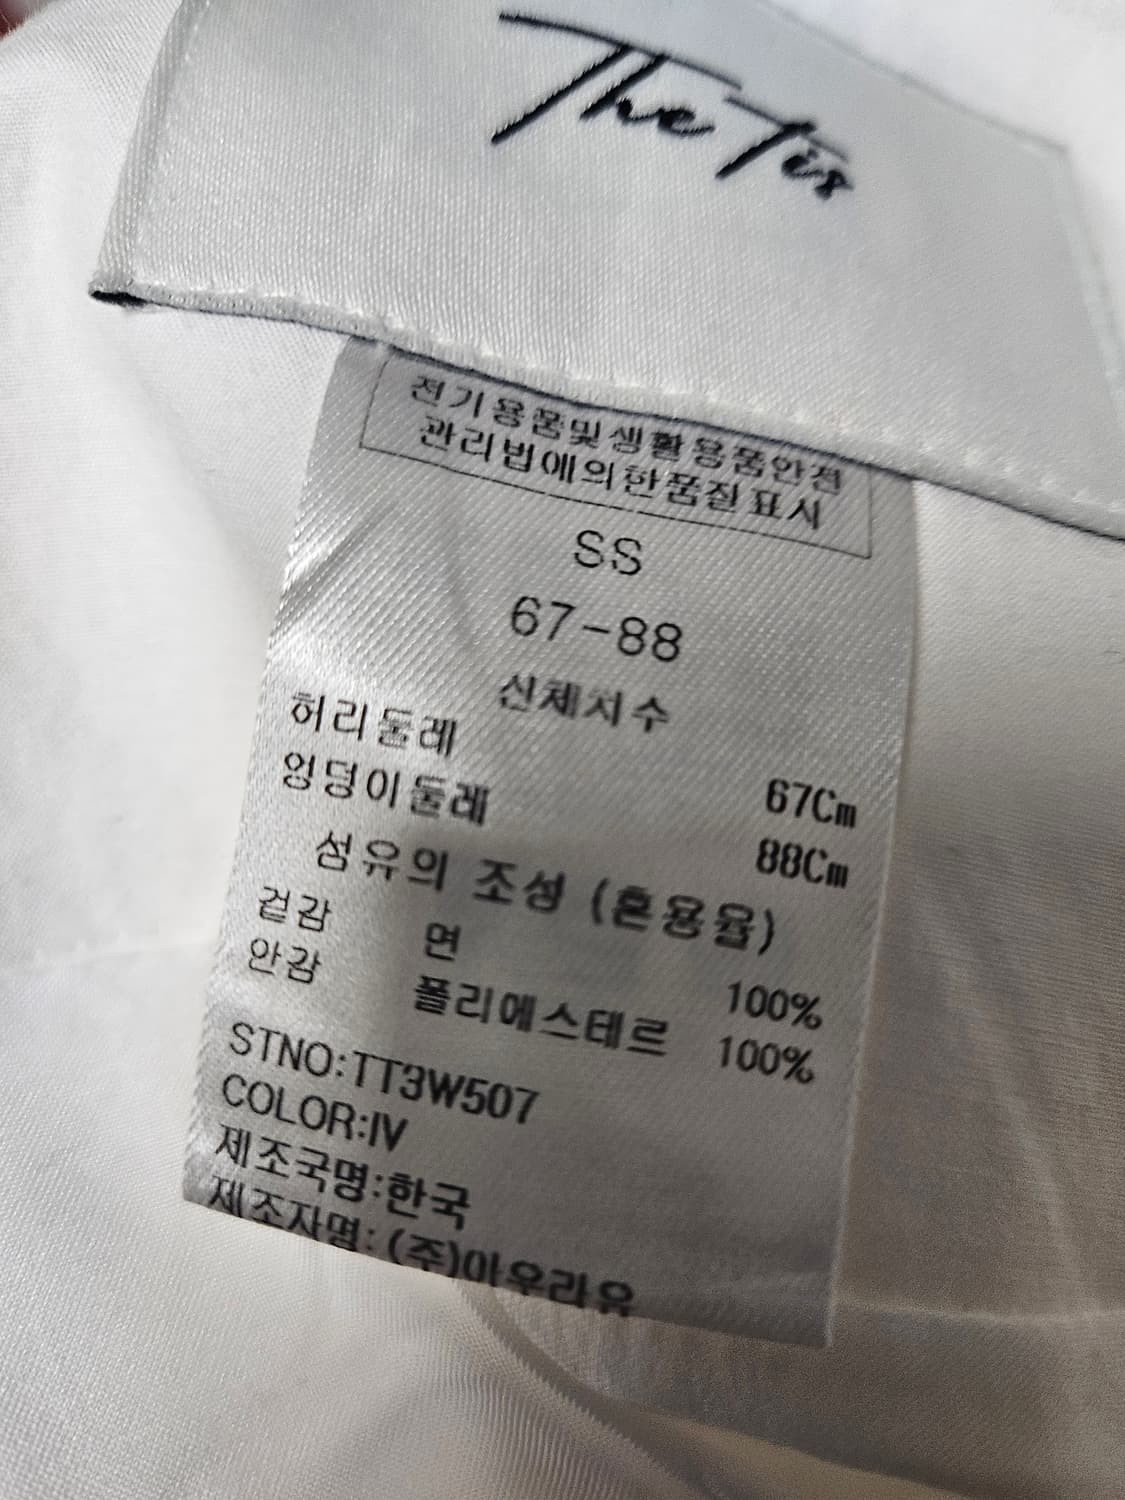 The Tis
전기용품및생활용품안전
관리법에의한품질표시
SS
67-88
신체치수
허리둘레 67Cm
엉덩이둘레 88Cm
섬유의 조성 (혼용율)
겉감 면 100%
안감 폴리에스테르 100%
STNO:TT3W507
COLOR:IV
제조국명:한국
제조자명: (주)아우라유